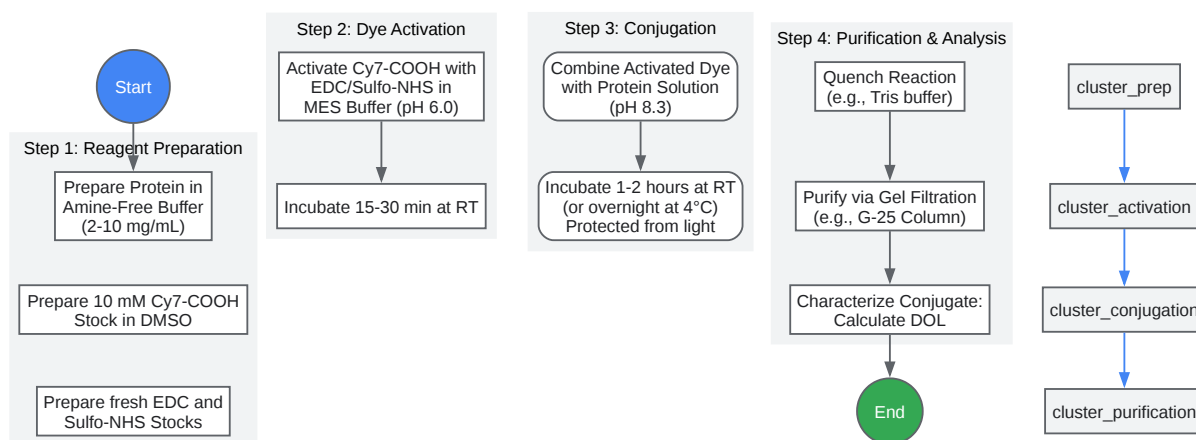 Start
Step 1: Reagent Preparation
Prepare Protein in
Amine-Free Buffer
(2-10 mg/mL)
Prepare 10 mM Cy7-COOH
Stock in DMSO
Prepare fresh EDC and
Sulfo-NHS Stocks
Step 2: Dye Activation
Activate Cy7-COOH with
EDC/Sulfo-NHS in
MES Buffer (pH 6.0)
Incubate 15-30 min at RT
Step 3: Conjugation
Combine Activated Dye
with Protein Solution
(pH 8.3)
Incubate 1-2 hours at RT
(or overnight at 4°C)
Protected from light
Step 4: Purification & Analysis
Quench Reaction
(e.g., Tris buffer)
Purify via Gel Filtration
(e.g., G-25 Column)
Characterize Conjugate:
Calculate DOL
End
cluster_prep
cluster_activation
cluster_conjugation
cluster_purification